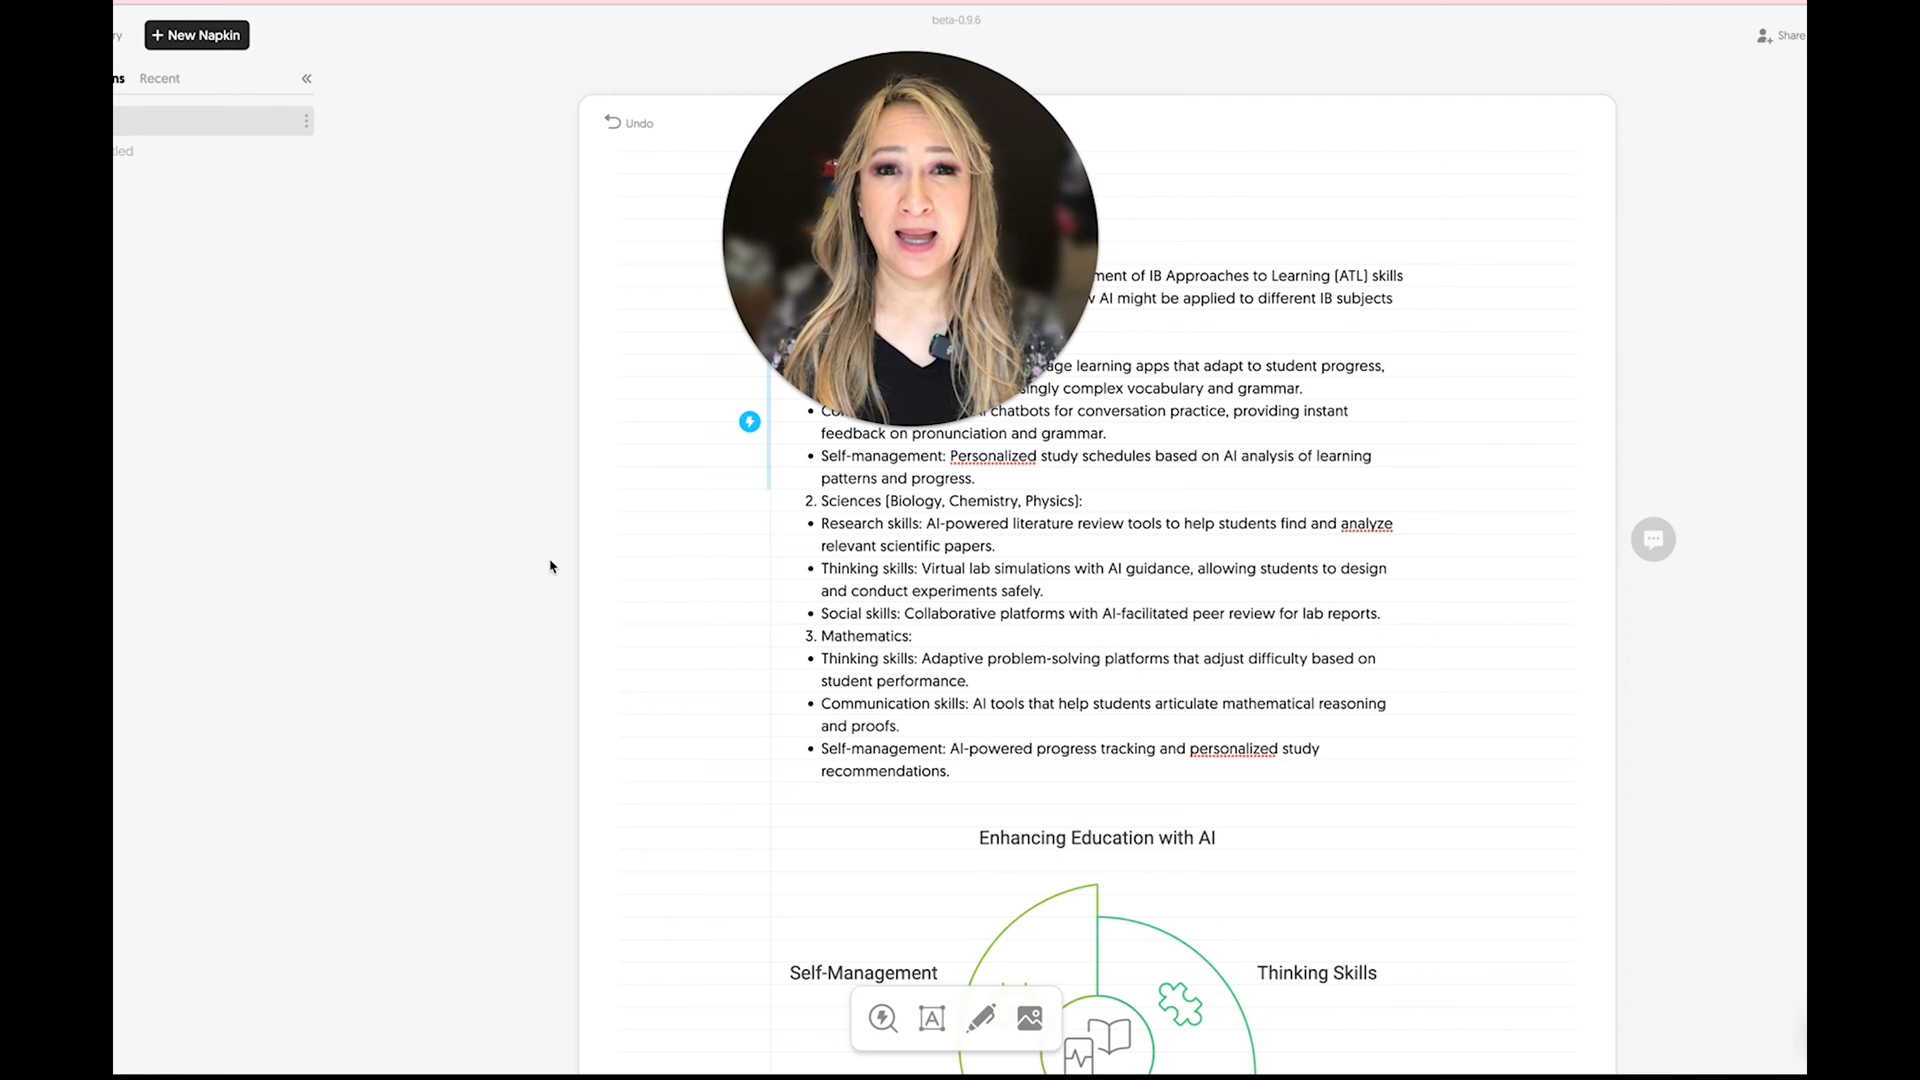 beta-0.9.6
ry
+ New Napkin
Share
ns
Recent
«
tled
Undo
ment of IB Approaches to Learning (ATL) skills
AI might be applied to different IB subjects
age learning apps that adapt to student progress,
singly complex vocabulary and grammar.
chatbots for conversation practice, providing instant
feedback on pronunciation and grammar.
• Self-management: Personalized study schedules based on AI analysis of learning
patterns and progress.
2. Sciences (Biology, Chemistry, Physics):
• Research skills: AI-powered literature review tools to help students find and analyze
relevant scientific papers.
• Thinking skills: Virtual lab simulations with AI guidance, allowing students to design
and conduct experiments safely.
• Social skills: Collaborative platforms with AI-facilitated peer review for lab reports.
3. Mathematics:
• Thinking skills: Adaptive problem-solving platforms that adjust difficulty based on
student performance.
• Communication skills: AI tools that help students articulate mathematical reasoning
and proofs.
• Self-management: AI-powered progress tracking and personalized study
recommendations.
Enhancing Education with AI
Self-Management
Thinking Skills
A